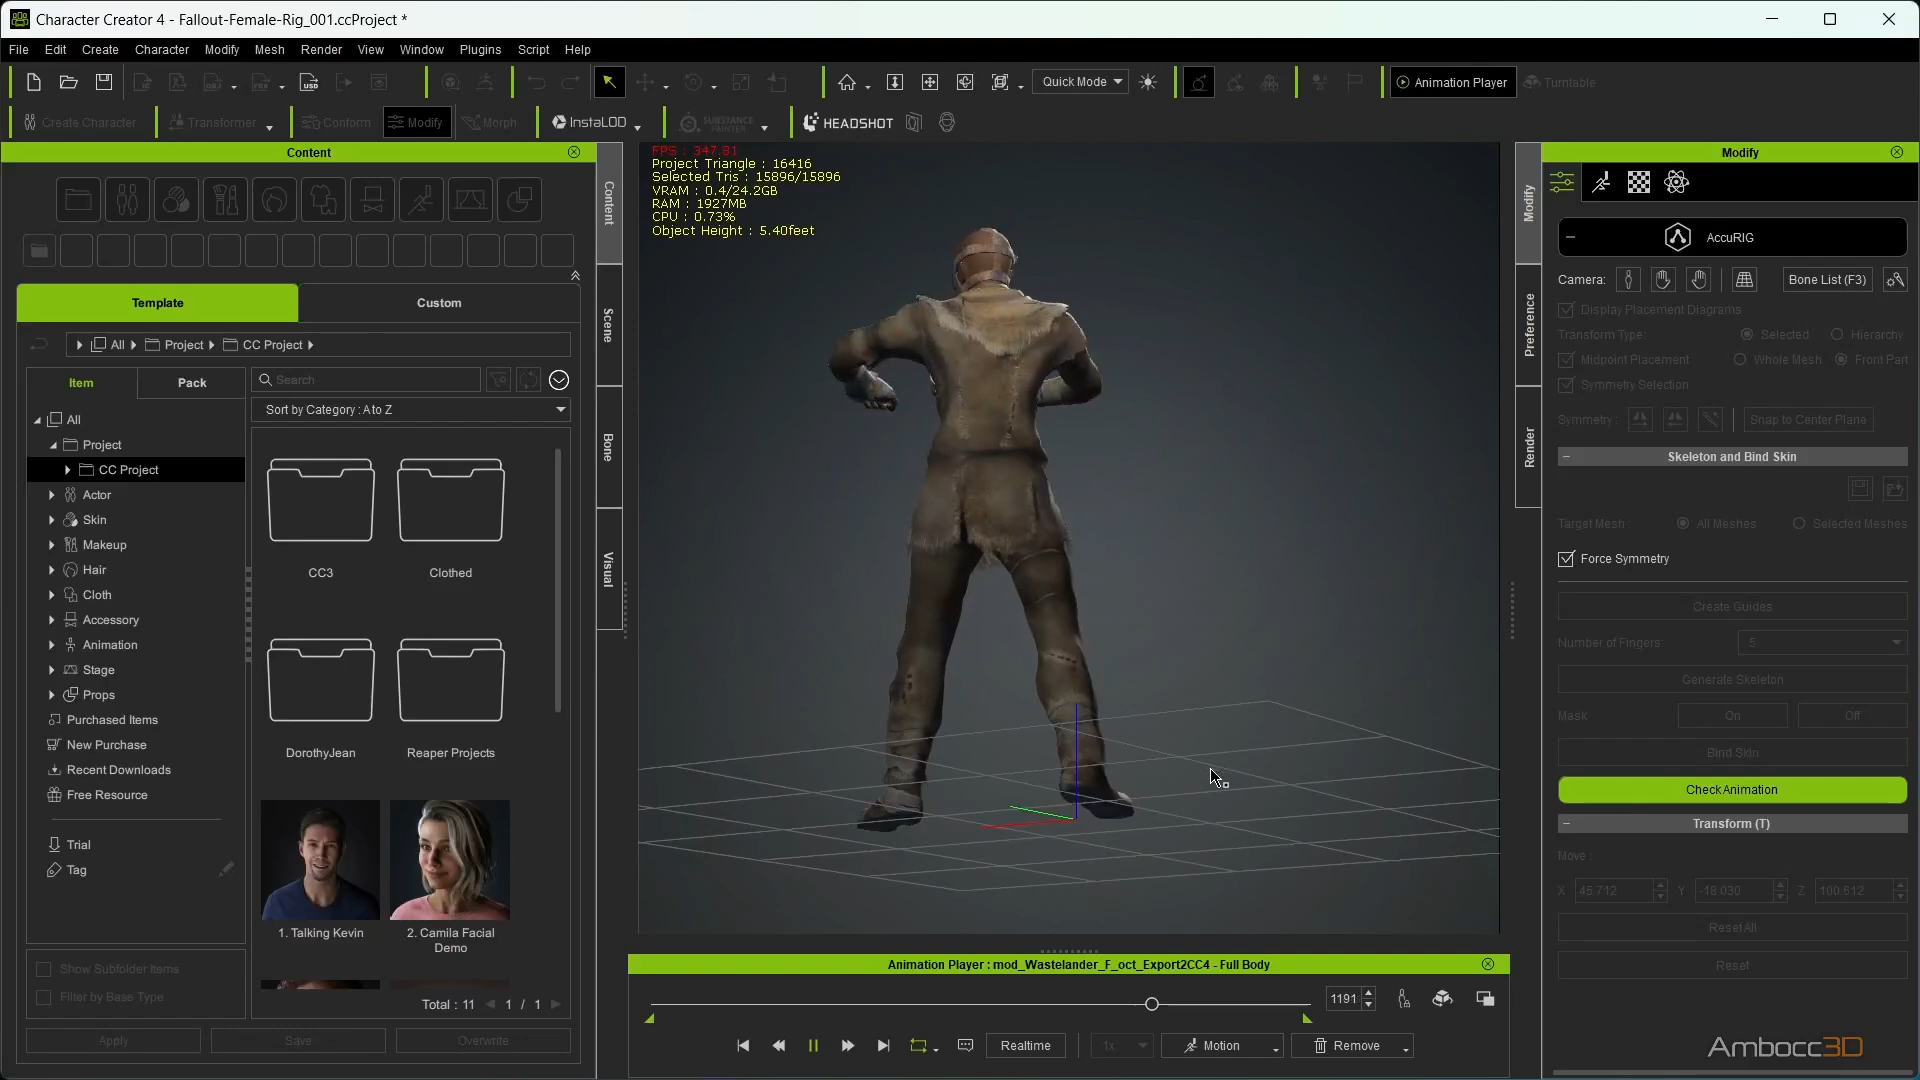 Character Creator 4 - Fallout-Female-Rig_001.ccProject *
File Edit Create Character Modify Mesh Render View Window Plugins Script Help
Quick Mode Animation Player Turntable
Create Character Transformer Conform Modify Morph InstaLOD SUBSTANCE PAINTER HEADSHOT
Content
Template Custom
All Project CC Project
Item Pack Search
Sort by Category : A to Z
All
Project
CC Project
Actor
Skin
Makeup
Hair
Cloth
Accessory
Animation
Stage
Props
Purchased Items
New Purchase
Recent Downloads
Free Resource
Trial
Tag
CC3 Clothed
DorothyJean Reaper Projects
1. Talking Kevin 2. Camila Facial
Demo
Show Subfolder Items
Filter by Base Type
Total : 11 1 / 1
Apply Save Overwrite
Content
Scene
Bone
Visual
FPS : 347.81
Project Triangle : 16416
Selected Tris : 15896/15896
VRAM : 0.4/24.2GB
RAM : 1927MB
CPU : 0.73%
Object Height : 5.40feet
Animation Player : mod_Wastelander_F_oct_Export2CC4 - Full Body
1191
Realtime 1x Motion Remove
Modify
Preference
Render
Modify
AccuRIG
Camera: Bone List (F3)
Display Placement Diagrams
Transform Type: Selected Hierarchy
Midpoint Placement Whole Mesh Front Part
Symmetry Selection
Symmetry : Snap to Center Plane
Skeleton and Bind Skin
Target Mesh : All Meshes Selected Meshes
Force Symmetry
Create Guides
Number of Fingers: 5
Generate Skeleton
Mask On Off
Bind Skin
Check Animation
Transform (T)
Move :
X 45.712 Y -18.030 Z 100.612
Reset All
Reset
Ambocc3D